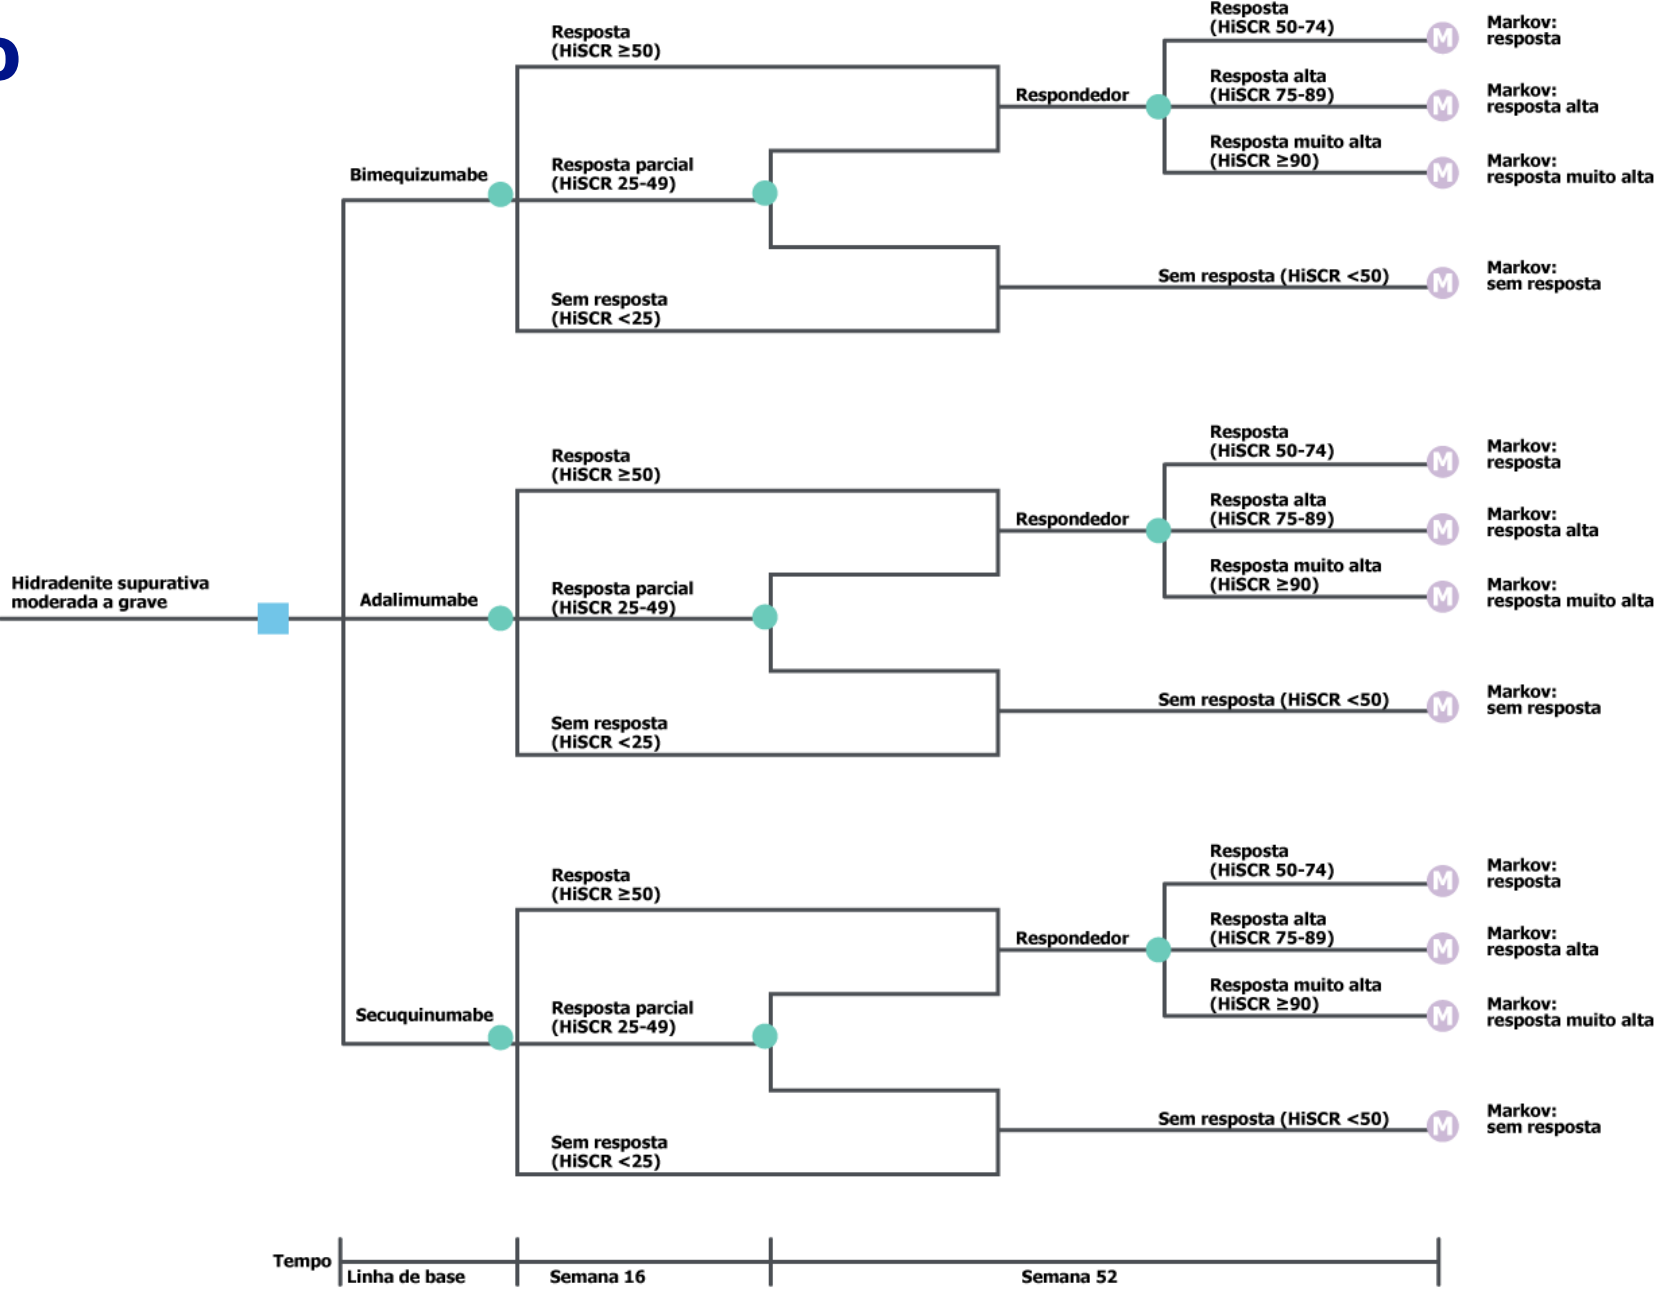 Resposta
(HiSCR 50-74)
Markov:
resposta
Resposta
(HiSCR ≥50)
Resposta alta
(HiSCR 75-89)
Markov:
resposta alta
Respondedor
Resposta muito alta
(HiSCR ≥90)
Markov:
resposta muito alta
Bimequizumabe
Resposta parcial
(HiSCR 25-49)
Sem resposta (HiSCR <50)
Markov:
sem resposta
Sem resposta
(HiSCR <25)
M
M
M
M
Resposta
(HiSCR 50-74)
Markov:
resposta
Resposta
(HiSCR ≥50)
Resposta alta
(HiSCR 75-89)
Markov:
resposta alta
Respondedor
Resposta muito alta
(HiSCR ≥90)
Markov:
resposta muito alta
Hidradenite supurativa
moderada a grave
Adalimumabe
Resposta parcial
(HiSCR 25-49)
Sem resposta (HiSCR <50)
Markov:
sem resposta
Sem resposta
(HiSCR <25)
M
M
M
M
Resposta
(HiSCR 50-74)
Markov:
resposta
Resposta
(HiSCR ≥50)
Resposta alta
(HiSCR 75-89)
Markov:
resposta alta
Respondedor
Resposta muito alta
(HiSCR ≥90)
Markov:
resposta muito alta
Secuquinumabe
Resposta parcial
(HiSCR 25-49)
Sem resposta (HiSCR <50)
Markov:
sem resposta
Sem resposta
(HiSCR <25)
M
M
M
M
Tempo
Linha de base
Semana 16
Semana 52